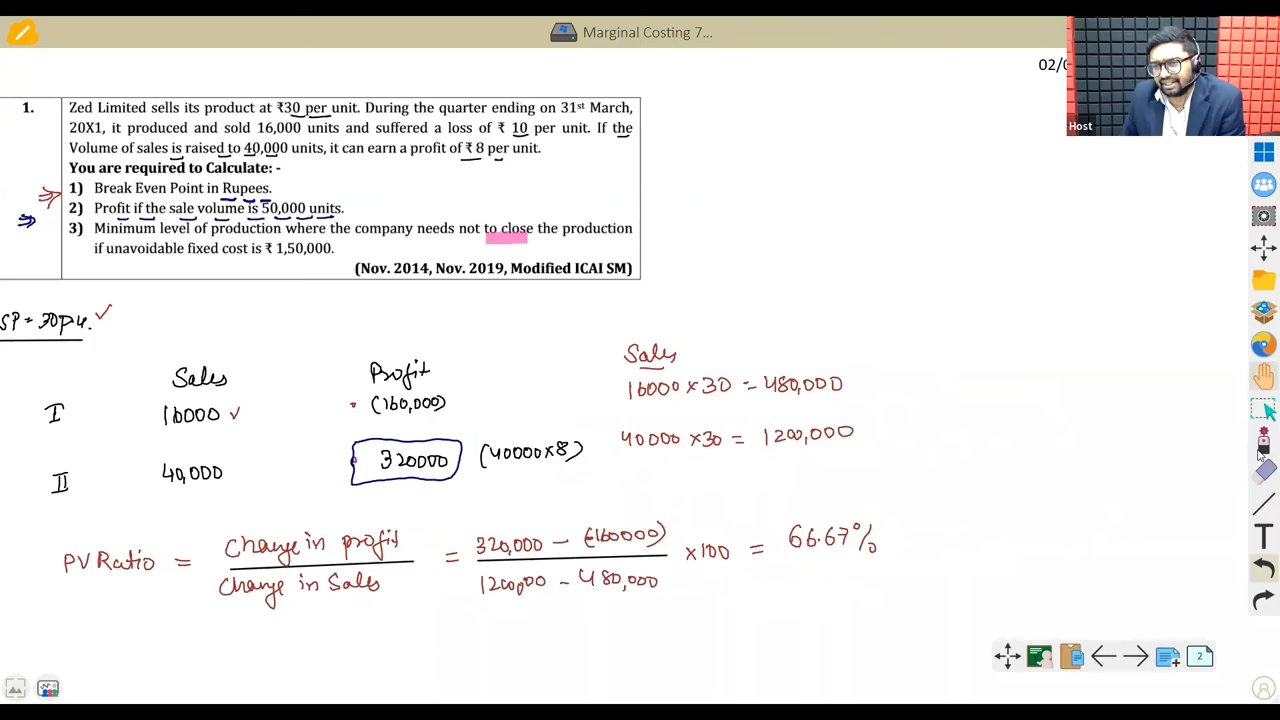 Marginal Costing 7...
02/0
Host
1. Zed Limited sells its product at ₹30 per unit. During the quarter ending on 31st March,
20X1, it produced and sold 16,000 units and suffered a loss of ₹ 10 per unit. If the
Volume of sales is raised to 40,000 units, it can earn a profit of ₹ 8 per unit.
You are required to Calculate: -
1) Break Even Point in Rupees.
2) Profit if the sale volume is 50,000 units.
3) Minimum level of production where the company needs not to close the production
if unavoidable fixed cost is ₹ 1,50,000.
(Nov. 2014, Nov. 2019, Modified ICAI SM)
SP = 30 p.u. ✓
Sales Profit
I 16000 ✓ (160,000)
II 40,000 320000 (40000×8)
Sales
16000 × 30 = 480,000
40000 × 30 = 1200,000
PV Ratio = Change in profit / Change in Sales = 320,000 - (-160000) / 1200,000 - 480,000 ×100 = 66.67%
2